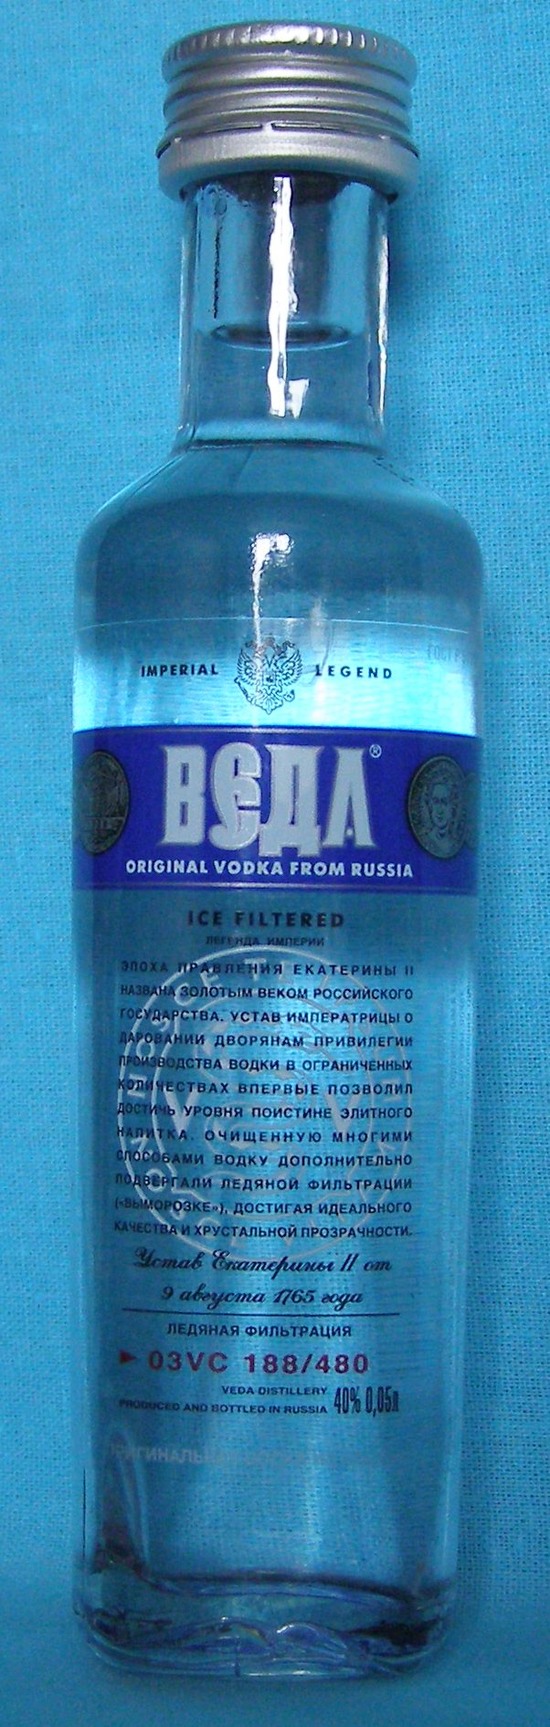 IMPERIAL LEGEND
ВЄДА®
ORIGINAL VODKA FROM RUSSIA
ICE FILTERED
ЛЕГЕНДА ИМПЕРИИ
ЭПОХА ПРАВЛЕНИЯ ЕКАТЕРИНЫ II
НАЗВАНА ЗОЛОТЫМ ВЕКОМ РОССИЙСКОГО
ГОСУДАРСТВА. УСТАВ ИМПЕРАТРИЦЫ О
ДАРОВАНИИ ДВОРЯНАМ ПРИВИЛЕГИИ
ПРОИЗВОДСТВА ВОДКИ В ОГРАНИЧЕННЫХ
КОЛИЧЕСТВАХ ВПЕРВЫЕ ПОЗВОЛИЛ
ДОСТИЧЬ УРОВНЯ ПОИСТИНЕ ЭЛИТНОГО
НАПИТКА. ОЧИЩЕННУЮ МНОГИМИ
СПОСОБАМИ ВОДКУ ДОПОЛНИТЕЛЬНО
ПОДВЕРГАЛИ ЛЕДЯНОЙ ФИЛЬТРАЦИИ
(«ВЫМОРОЗКЕ»), ДОСТИГАЯ ИДЕАЛЬНОГО
КАЧЕСТВА И ХРУСТАЛЬНОЙ ПРОЗРАЧНОСТИ.
Устав Екатерины II от
9 августа 1765 года
ЛЕДЯНАЯ ФИЛЬТРАЦИЯ
03VC 188/480
VEDA DISTILLERY
PRODUCED AND BOTTLED IN RUSSIA 40% 0,05л